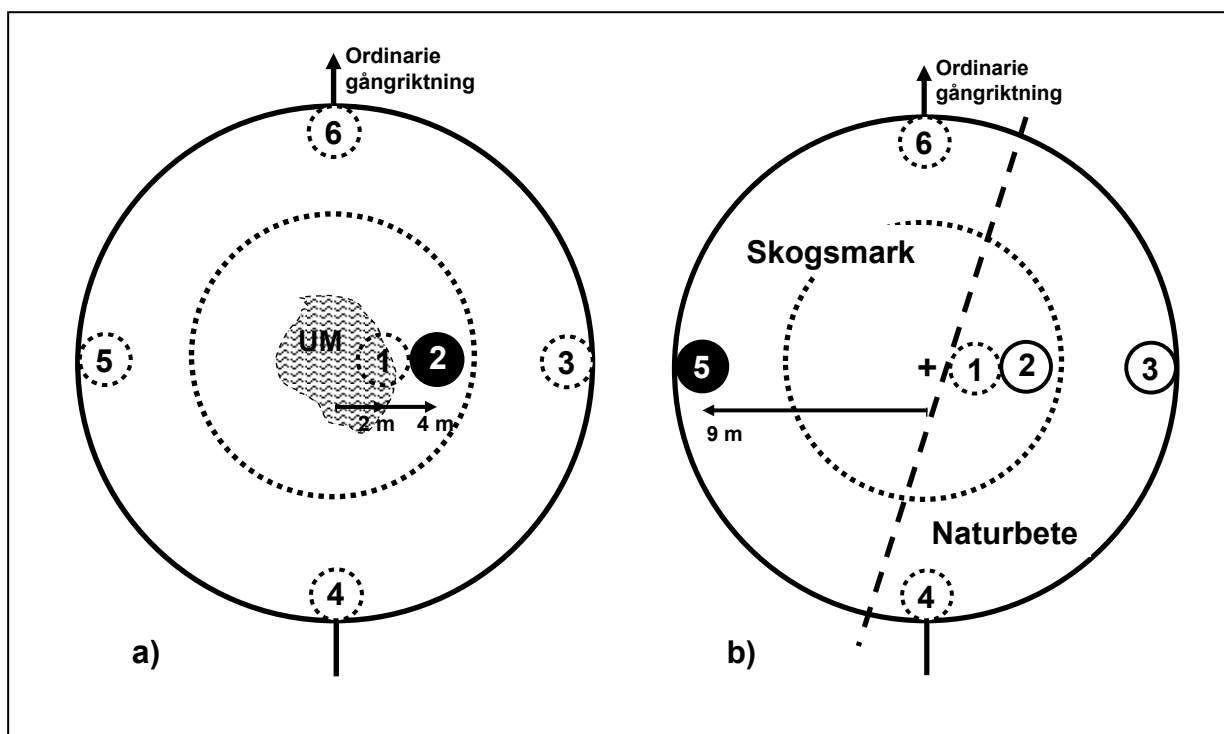 Ordinarie
gångriktning
6
5
UM
1
2
3
2 m
4 m
4
a)
Ordinarie
gångriktning
6
Skogsmark
5
+
1
2
3
9 m
Naturbete
4
b)